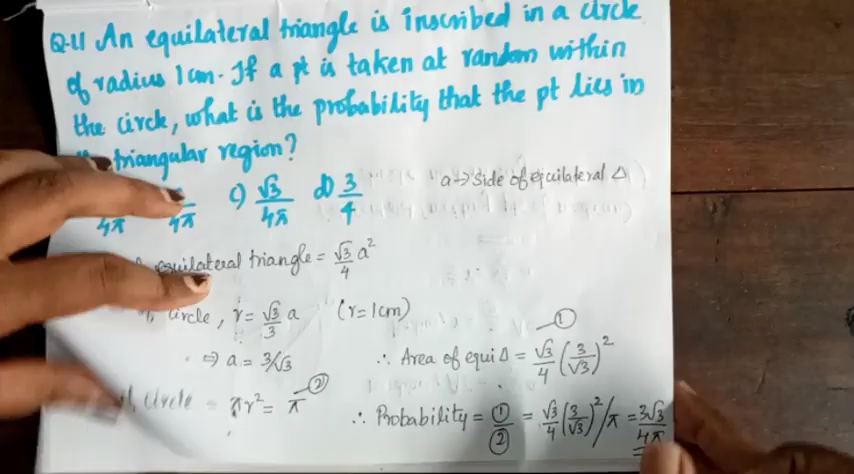 Q.11 An equilateral triangle is inscribed in a circle
of radius 1cm. If a pt is taken at random within
the circle, what is the probability that the pt lies in
triangular region?
4π 4π c) √3/4π d) 3/4
a→side of equilateral Δ
equilateral triangle = √3/4 a²
circle, r = √3/3 a (r=1cm)
①
⇒ a = 3/√3 ∴ Area of equi Δ = √3/4 (3/√3)²
circle = πr² = π ②
∴ Probability = ①/② = √3/4 (3/√3)²/π = 3√3/4π